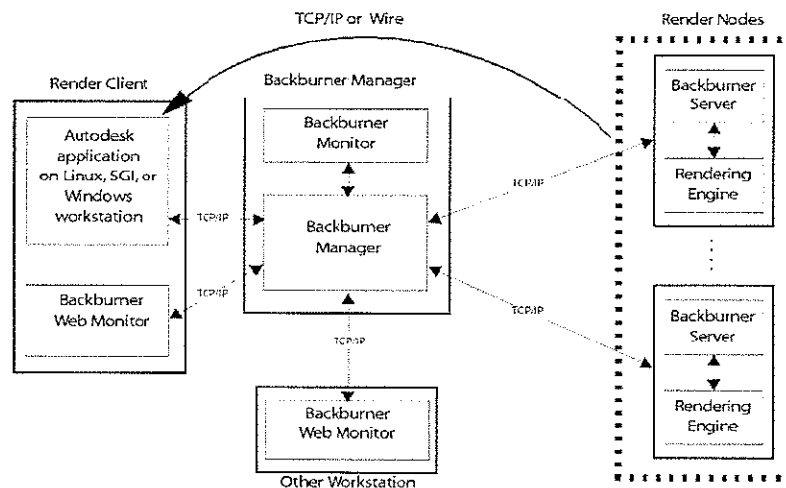 TCP/IP or Wire
Render Nodes
Render Client
Backburner Manager
Autodesk
application
on Linux, SGI, or
Windows
workstation
Backburner
Web Monitor
Backburner
Monitor
Backburner
Manager
TCP/IP
TCP/IP
TCP/IP
TCP/IP
TCP/IP
Backburner
Server
Rendering
Engine
Backburner
Server
Rendering
Engine
Backburner
Web Monitor
Other Workstation